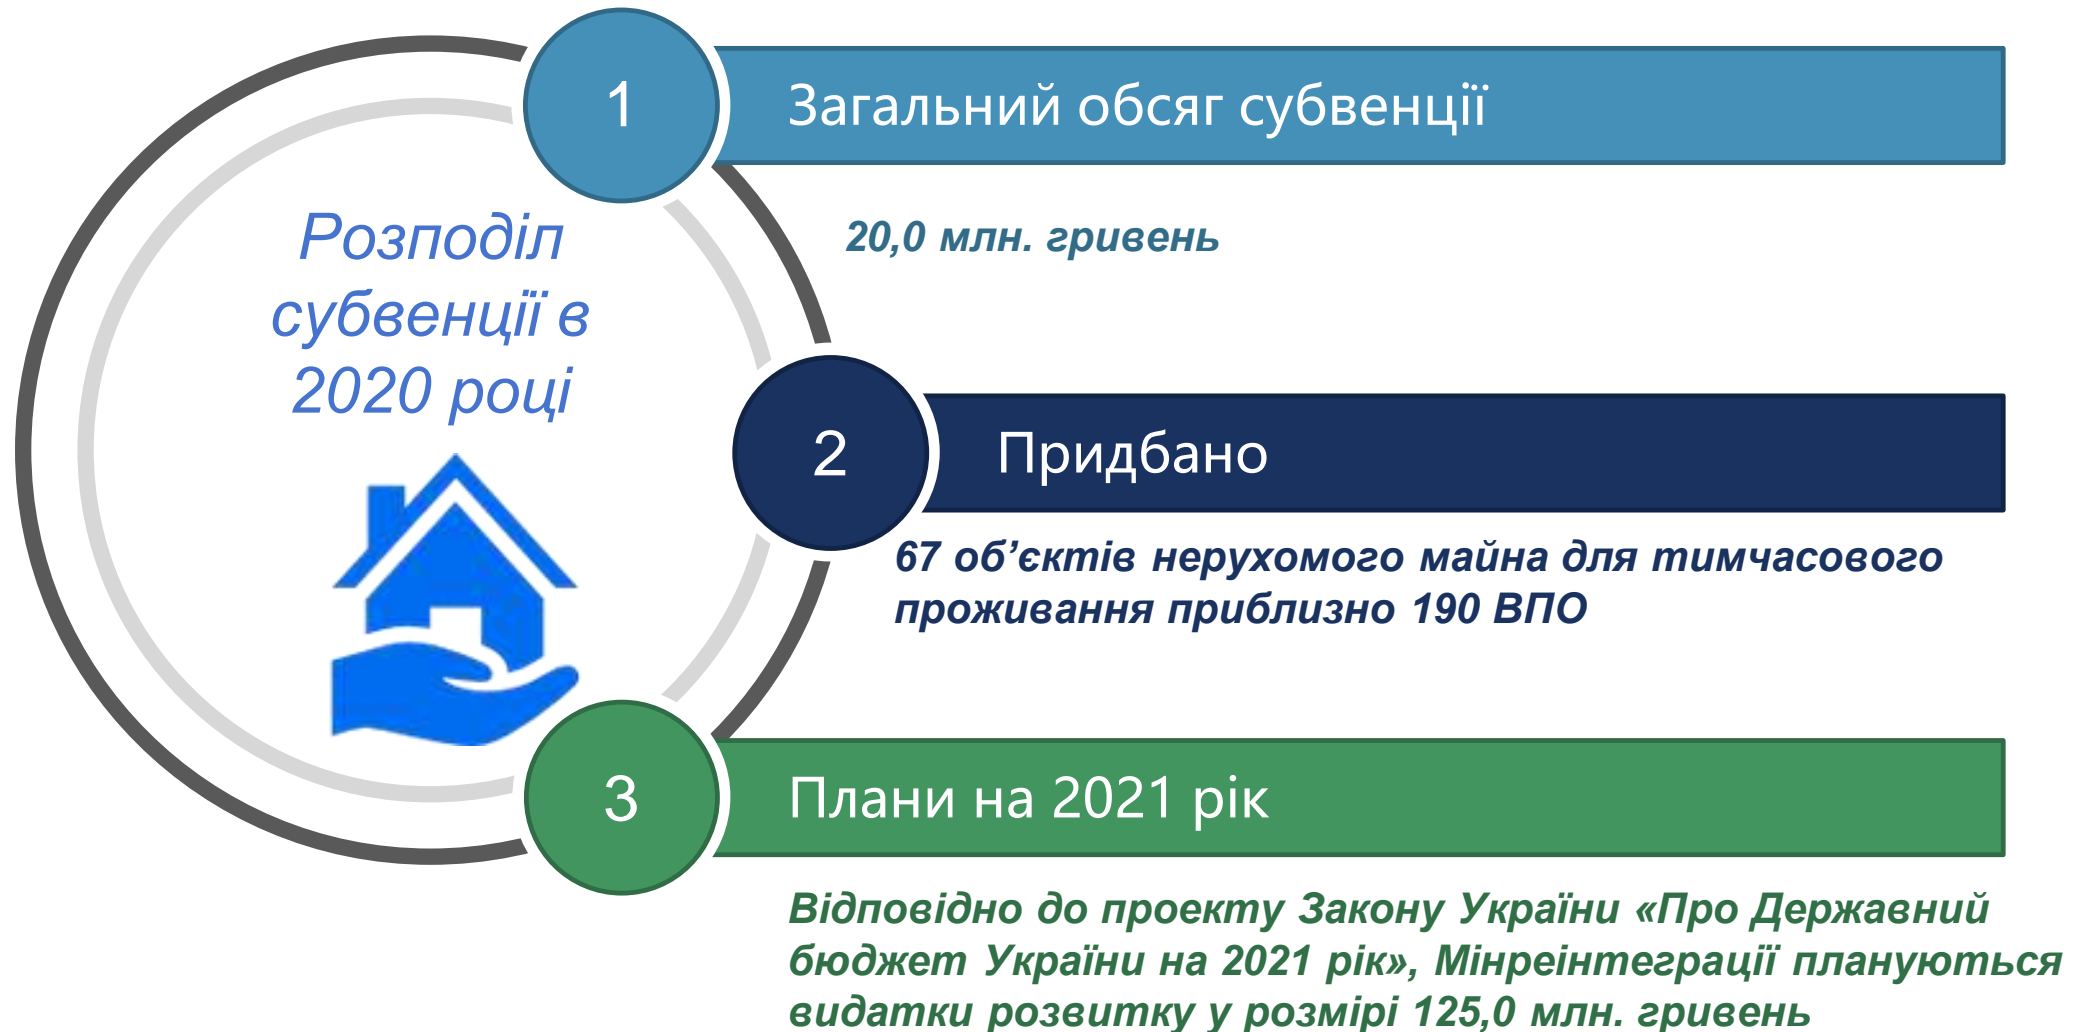 Розподіл
субвенції в
2020 році
1
Загальний обсяг субвенції
20,0 млн. гривень
2
Придбано
67 об’єктів нерухомого майна для тимчасового
проживання приблизно 190 ВПО
3
Плани на 2021 рік
Відповідно до проекту Закону України «Про Державний
бюджет України на 2021 рік», Мінреінтеграції плануються
видатки розвитку у розмірі 125,0 млн. гривень